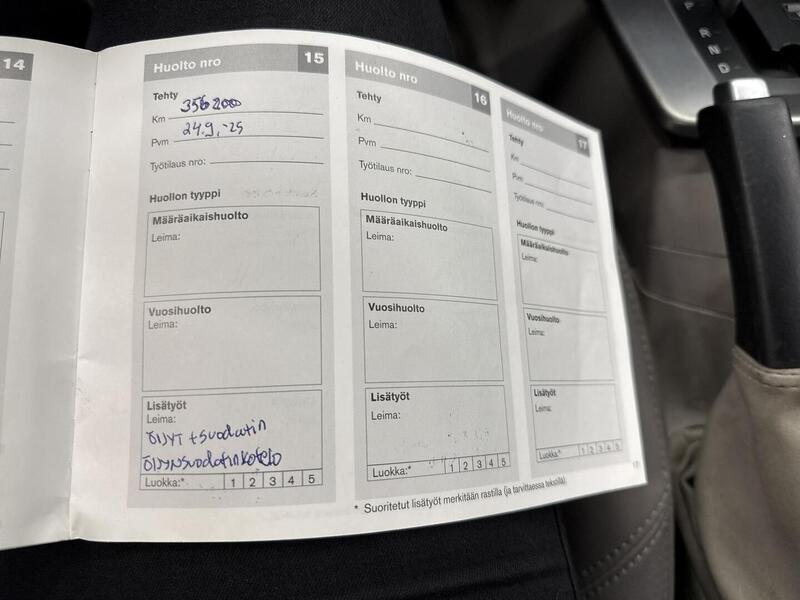 14
Huolto nro 15
Tehty
Km 356200
Pvm 24.9.-25
Työtilaus nro:
Huollon tyyppi
Määräaikaishuolto
Leima:
Vuosihuolto
Leima:
Lisätyöt
Leima:
ÖljyT + suodatin
Öljynsuodatinkotelo
Luokka:* 1 2 3 4 5
Huolto nro 16
Tehty
Km
Pvm
Työtilaus nro:
Huollon tyyppi
Määräaikaishuolto
Leima:
Vuosihuolto
Leima:
Lisätyöt
Leima:
Luokka:* 1 2 3 4 5
Huolto nro 17
Tehty
Km
Pvm
Työtilaus nro:
Huollon tyyppi
Määräaikaishuolto
Leima:
Vuosihuolto
Leima:
Lisätyöt
Leima:
Luokka:* 1 2 3 4 5
* Suoritetut lisätyöt merkitään rastilla (ja tarvittaessa tekstillä)
P
R
N
D